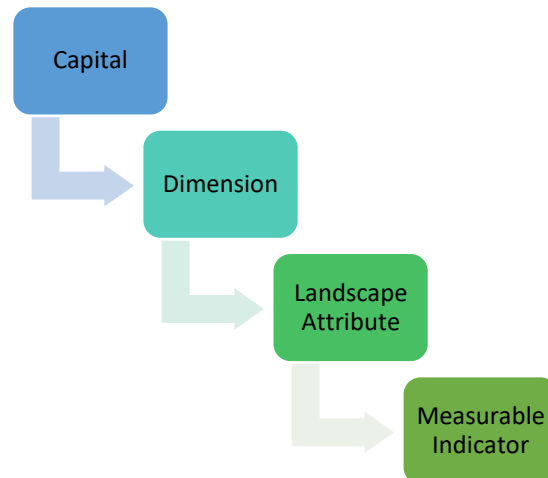 Capital
Dimension
Landscape
Attribute
Measurable
Indicator